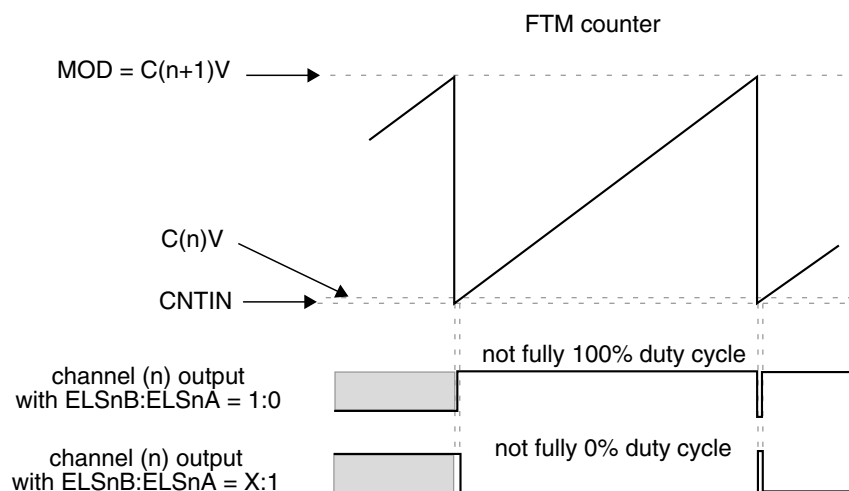 FTM counter
MOD = C(n+1)V
C(n)V
CNTIN
not fully 100% duty cycle
channel (n) output
with ELSnB:ELSnA = 1:0
not fully 0% duty cycle
channel (n) output
with ELSnB:ELSnA = X:1